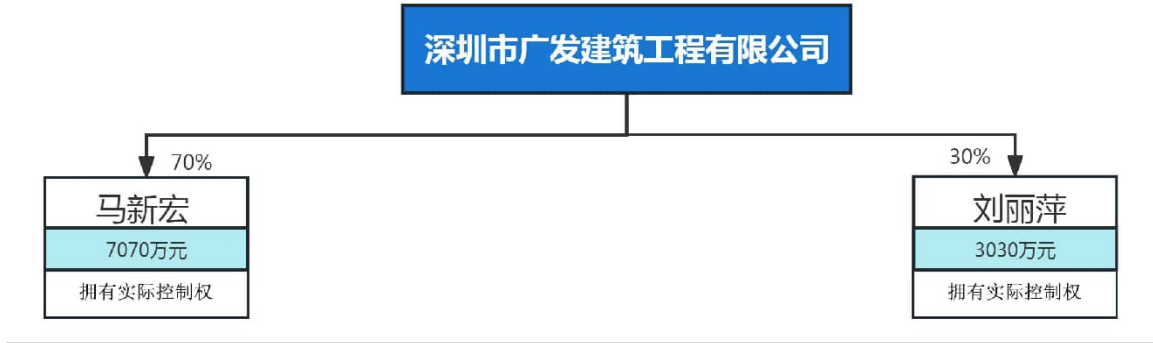 深圳市广发建筑工程有限公司
70%
30%
马新宏
刘丽萍
7070万元
3030万元
拥有实际控制权
拥有实际控制权